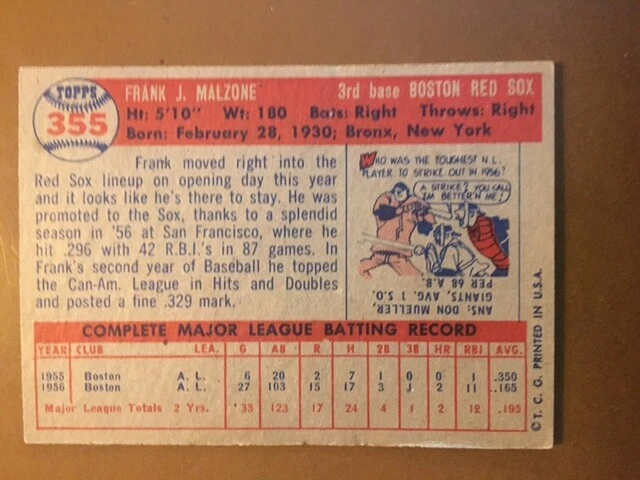 TOPPS
355
FRANK J. MALZONE 3rd base BOSTON RED SOX
Ht: 5'10" Wt: 180 Bats: Right Throws: Right
Born: February 28, 1930; Bronx, New York
Frank moved right into the
Red Sox lineup on opening day this year
and it looks like he's there to stay. He was
promoted to the Sox, thanks to a splendid
season in '56 at San Francisco, where he
hit .296 with 42 R.B.I.'s in 87 games. In
Frank's second year of Baseball he topped
the Can-Am. League in Hits and Doubles
and posted a fine .329 mark.
WHO WAS THE TOUGHEST N.L.
PLAYER TO STRIKE OUT IN 1956?
A STRIKE? YOU CALL
I'M BETTER'N ME!
ANS: DON MUELLER,
GIANTS, AVG. 1 S.O.
PER 68 A.B.
COMPLETE MAJOR LEAGUE BATTING RECORD
YEAR CLUB LEA. G AB R H 2B 3B HR RBI AVG.
1955 Boston A. L. 6 20 2 7 1 0 0 1 .350
1956 Boston A. L. 27 103 15 17 3 1 2 11 .165
Major League Totals 2 Yrs. 33 123 17 24 4 1 2 12 .195
© T. C. G. PRINTED IN U.S.A.